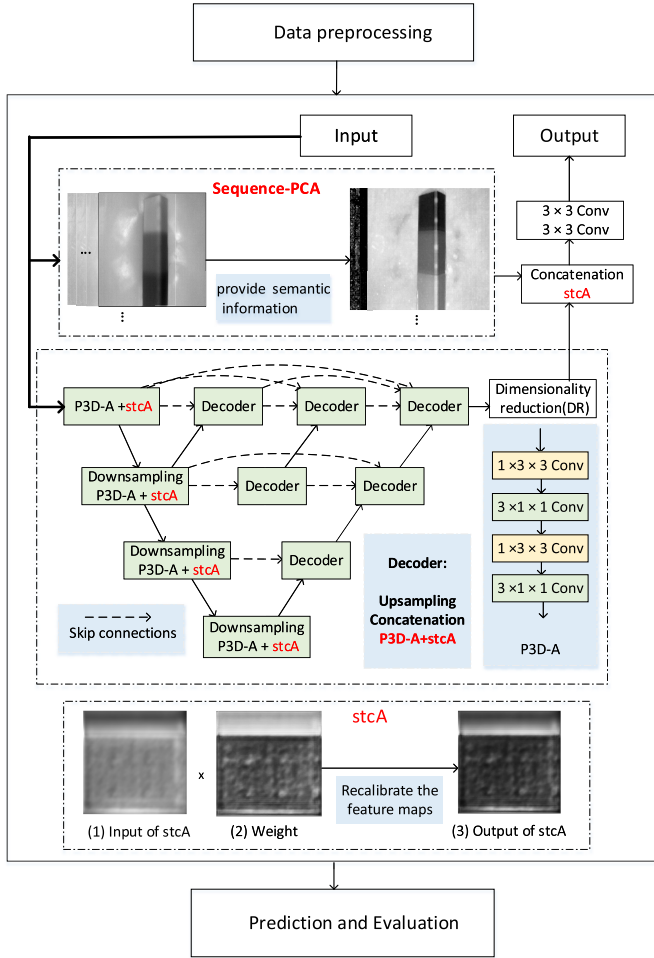 Data preprocessing
Input
Output
Sequence-PCA
...
provide semantic
information
...
...
3 × 3 Conv
3 × 3 Conv
Concatenation
stcA
P3D-A +stcA
Decoder
Decoder
Decoder
Dimensionality
reduction(DR)
Downsampling
P3D-A + stcA
Decoder
Decoder
1 ×3 × 3 Conv
3 ×1 × 1 Conv
1 ×3 × 3 Conv
3 ×1 × 1 Conv
P3D-A
Downsampling
P3D-A + stcA
Decoder
Decoder:
Upsampling
Concatenation
P3D-A+stcA
Skip connections
Downsampling
P3D-A + stcA
stcA
x
Recalibrate the
feature maps
(1) Input of stcA
(2) Weight
(3) Output of stcA
Prediction and Evaluation